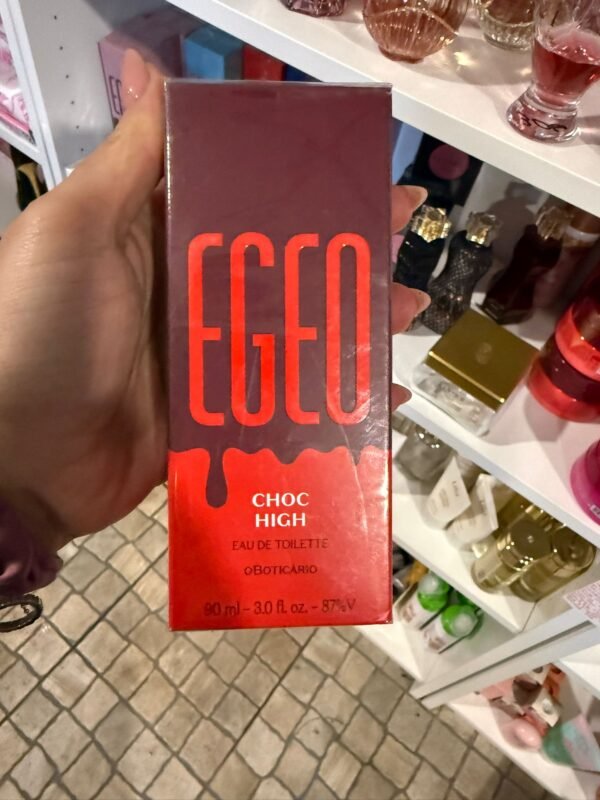 EGEO
CHOC
HIGH
EAU DE TOILETTE
oBOTICÁRIO
90 ml - 3.0 fl. oz. - 87%V